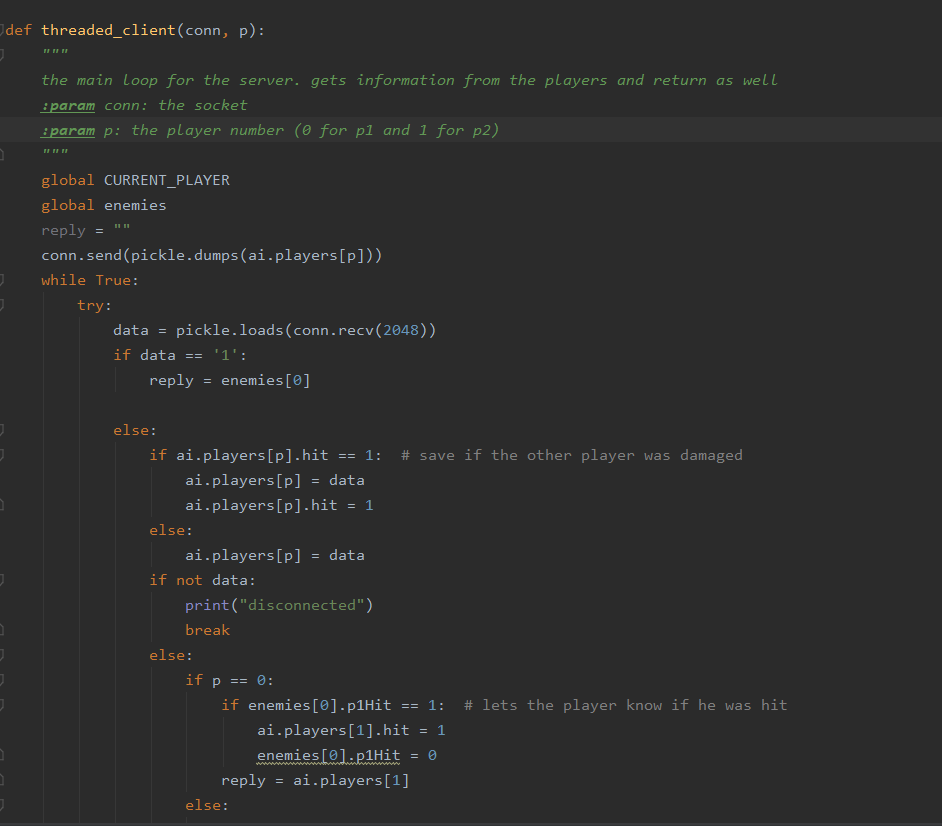 def threaded_client(conn, p):
    """
    the main loop for the server. gets information from the players and return as well
    :param conn: the socket
    :param p: the player number (0 for p1 and 1 for p2)
    """
    global CURRENT_PLAYER
    global enemies
    reply = ""
    conn.send(pickle.dumps(ai.players[p]))
    while True:
        try:
            data = pickle.loads(conn.recv(2048))
            if data == '1':
                reply = enemies[0]

            else:
                if ai.players[p].hit == 1:  # save if the other player was damaged
                    ai.players[p] = data
                    ai.players[p].hit = 1
                else:
                    ai.players[p] = data
                if not data:
                    print("disconnected")
                    break
                else:
                    if p == 0:
                        if enemies[0].p1Hit == 1:  # lets the player know if he was hit
                            ai.players[1].hit = 1
                            enemies[0].p1Hit = 0
                        reply = ai.players[1]
                    else: